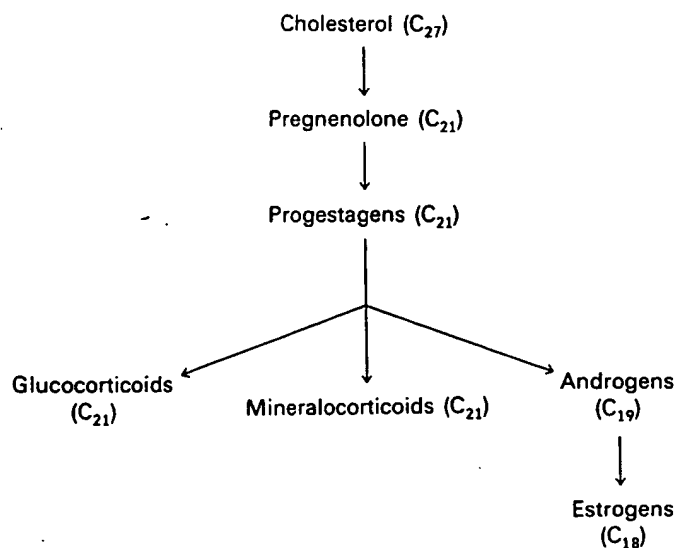 Cholesterol (C₂₇)
Pregnenolone (C₂₁)
Progestagens (C₂₁)
Glucocorticoids
(C₂₁)
Mineralocorticoids (C₂₁)
Androgens
(C₁₉)
Estrogens
(C₁₈)